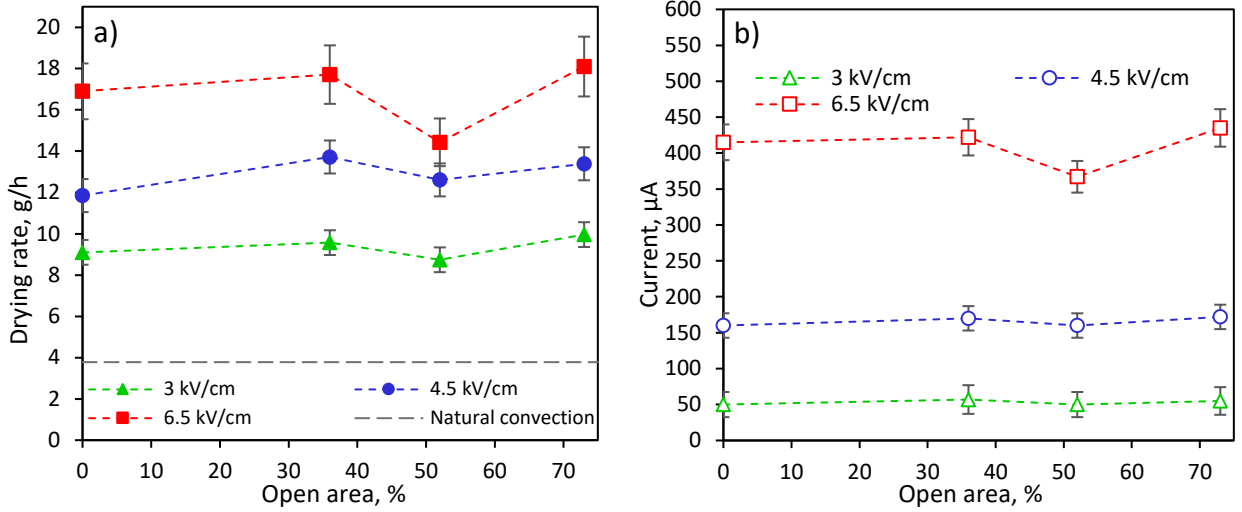 a)
Drying rate, g/h
20
18
16
14
12
10
8
6
4
2
0
3 kV/cm
4.5 kV/cm
6.5 kV/cm
Natural convection
0 10 20 30 40 50 60 70
Open area, %
b)
Current, µA
600
550
500
450
400
350
300
250
200
150
100
50
0
3 kV/cm
4.5 kV/cm
6.5 kV/cm
0 10 20 30 40 50 60 70
Open area, %